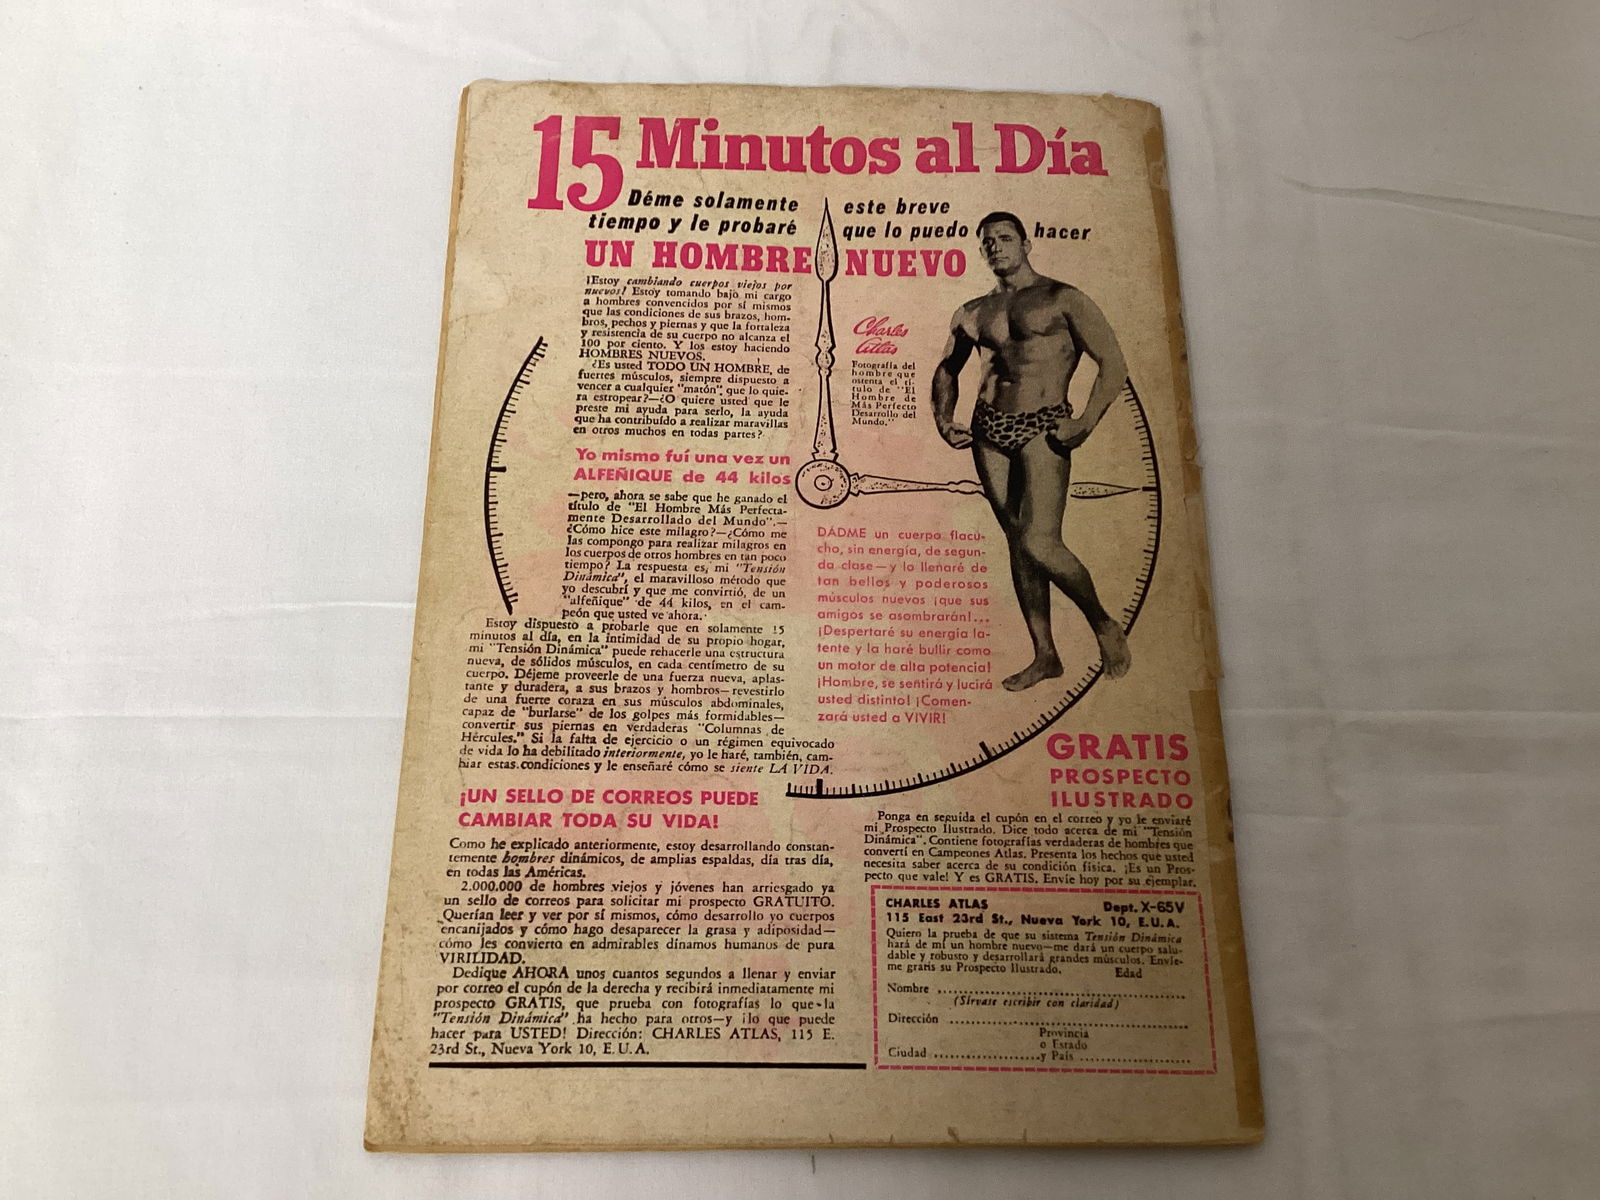 15 Minutos al Día
Déme solamente este breve
tiempo y le probaré que lo puedo hacer
UN HOMBRE NUEVO
¡Estoy cambiando cuerpos viejos por
nuevos! Estoy tomando bajo mi cargo
a hombres convencidos por sí mismos
que las condiciones de sus brazos, hom-
bros, pechos y piernas y que la fortaleza
y resistencia de su cuerpo no alcanza el
100 por ciento. Y los estoy haciendo
HOMBRES NUEVOS.
¿Es usted TODO UN HOMBRE, de
fuertes músculos, siempre dispuesto a
vencer a cualquier "matón" que lo quie-
ra estropear?—¿O quiere usted que le
preste mi ayuda para serlo, la ayuda
que ha contribuído a realizar maravillas
en otros muchos en todas partes?
Yo mismo fuí una vez un
ALFEÑIQUE de 44 kilos
—pero, ahora se sabe que he ganado el
título de "El Hombre Más Perfecta-
mente Desarrollado del Mundo".—
¿Cómo hice este milagro?—¿Cómo me
las compongo para realizar milagros en
los cuerpos de otros hombres en tan poco
tiempo? La respuesta es, mi "Tensión
Dinámica", el maravilloso método que
yo descubrí y que me convirtió, de un
"alfeñique" de 44 kilos, en el cam-
peón que usted ve ahora.
Estoy dispuesto a probarle que en solamente 15
minutos al día, en la intimidad de su propio hogar,
mi "Tensión Dinámica" puede rehacerle una estructura
nueva, de sólidos músculos, en cada centímetro de su
cuerpo. Déjeme proveerle de una fuerza nueva, aplas-
tante y duradera, a sus brazos y hombros—revestirlo
de una fuerte coraza en sus músculos abdominales,
capaz de "burlarse" de los golpes más formidables—
convertir sus piernas en verdaderas "Columnas de
Hércules." Si la falta de ejercicio o un régimen equivocado
de vida lo ha debilitado interiormente, yo le haré, también, cam-
biar estas condiciones y le enseñaré cómo se siente LA VIDA.
Charles
Atlas
Fotografía del
hombre que
ostenta el tí-
tulo de "El
Hombre de
Más Perfecto
Desarrollo del
Mundo."
DÁDME un cuerpo flacu-
cho, sin energía, de segun-
da clase—y lo llenaré de
tan bellos y poderosos
músculos nuevos ¡que sus
amigos se asombrarán!...
¡Despertaré su energía la-
tente y la haré bullir como
un motor de alta potencia!
¡Hombre, se sentirá y lucirá
usted distinto! ¡Comen-
zará usted a VIVIR!
¡UN SELLO DE CORREOS PUEDE
CAMBIAR TODA SU VIDA!
Como he explicado anteriormente, estoy desarrollando constan-
temente hombres dinámicos, de amplias espaldas, día tras día,
en todas las Américas.
2.000.000 de hombres viejos y jóvenes han arriesgado ya
un sello de correos para solicitar mi prospecto GRATUITO.
Querían leer y ver por sí mismos, cómo desarrollo yo cuerpos
encanijados y cómo hago desaparecer la grasa y adiposidad—
cómo les convierto en admirables dínamos humanos de pura
VIRILIDAD.
Dedique AHORA unos cuantos segundos a llenar y enviar
por correo el cupón de la derecha y recibirá inmediatamente mi
prospecto GRATIS, que prueba con fotografías lo que la
"Tensión Dinámica" ha hecho para otros—y ¡lo que puede
hacer para USTED! Dirección: CHARLES ATLAS, 115 E.
23rd St., Nueva York 10, E.U.A.
GRATIS
PROSPECTO
ILUSTRADO
Ponga en seguida el cupón en el correo y yo le enviaré
mi Prospecto Ilustrado. Dice todo acerca de mi "Tensión
Dinámica". Contiene fotografías verdaderas de hombres que
convertí en Campeones Atlas. Presenta los hechos que usted
necesita saber acerca de su condición física. ¡Es un Pros-
pecto que vale! Y es GRATIS. Envíe hoy por su ejemplar.
CHARLES ATLAS Dept. X-65V
115 East 23rd St., Nueva York 10, E.U.A.
Quiero la prueba de que su sistema Tensión Dinámica
hará de mí un hombre nuevo—me dará un cuerpo salu-
dable y robusto y desarrollará grandes músculos. Envíe-
me gratis su Prospecto Ilustrado. Edad
Nombre
(Sírvase escribir con claridad)
Dirección
Provincia
o Estado
Ciudad y País